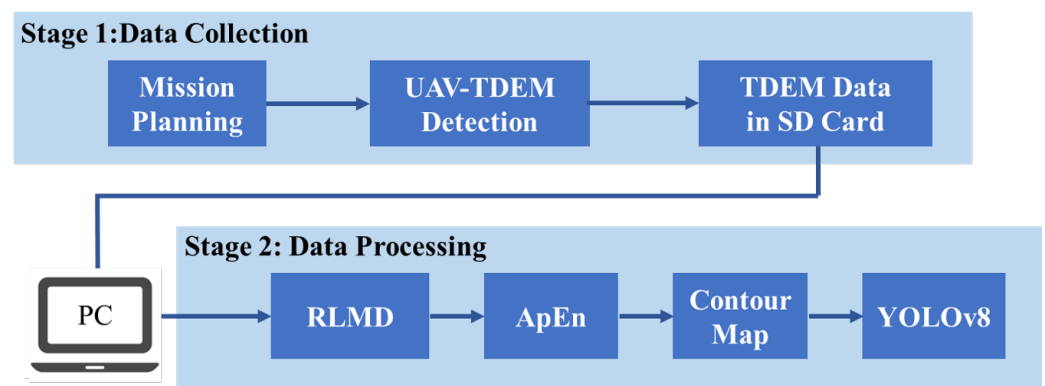 Stage 1:Data Collection
Mission
Planning
UAV-TDEM
Detection
TDEM Data
in SD Card
Stage 2: Data Processing
PC
RLMD
ApEn
Contour
Map
YOLOv8